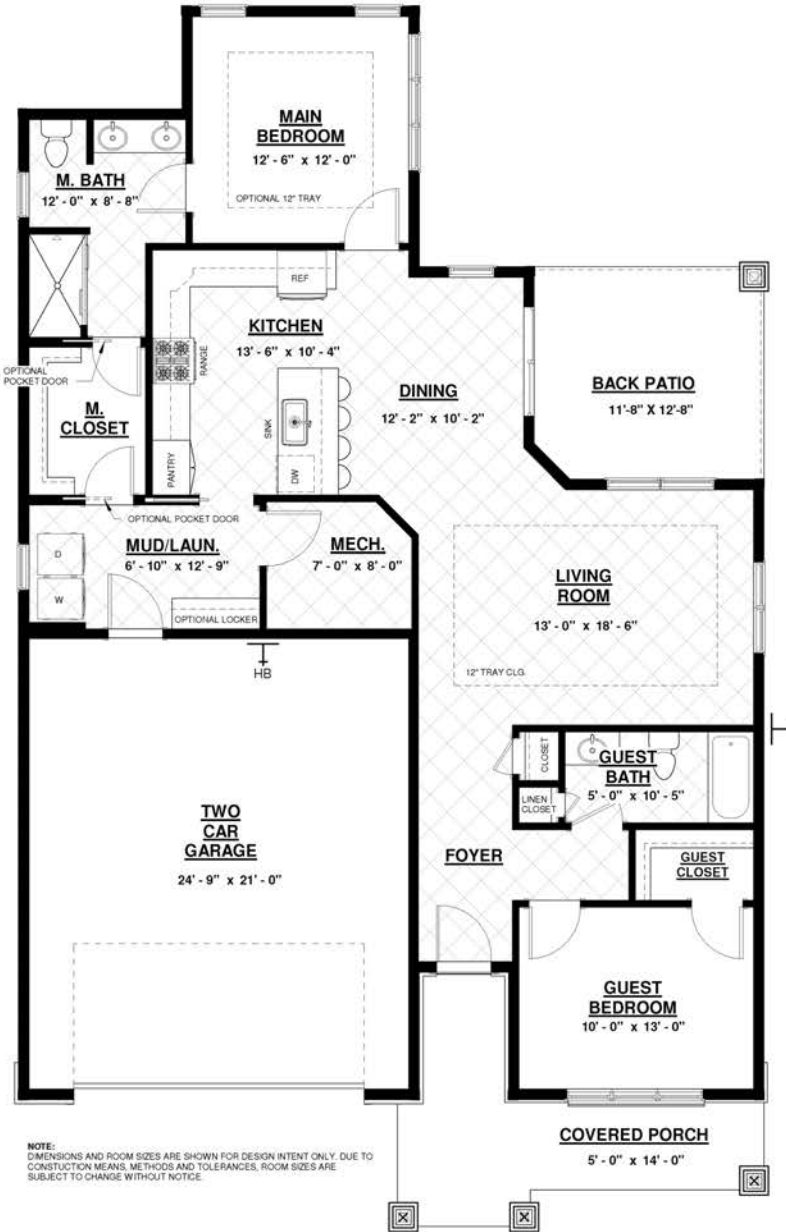 MAIN
BEDROOM
12' - 6" x 12' - 0"
OPTIONAL 12" TRAY
M. BATH
12' - 0" x 8' - 8"
REF
KITCHEN
13' - 6" x 10' - 4"
RANGE
OPTIONAL
POCKET DOOR
DINING
12' - 2" x 10' - 2"
BACK PATIO
11'-8" X 12'-8"
M.
CLOSET
SINK
PANTRY
DW
OPTIONAL POCKET DOOR
MUD/LAUN.
6' - 10" x 12' - 9"
D
W
OPTIONAL LOCKER
MECH.
7' - 0" x 8' - 0"
LIVING
ROOM
13' - 0" x 18' - 6"
12" TRAY CLG.
HB
CLOSET
GUEST
BATH
5' - 0" x 10' - 5"
LINEN
CLOSET
TWO
CAR
GARAGE
24' - 9" x 21' - 0"
FOYER
GUEST
CLOSET
GUEST
BEDROOM
10' - 0" x 13' - 0"
COVERED PORCH
5' - 0" x 14' - 0"
NOTE:
DIMENSIONS AND ROOM SIZES ARE SHOWN FOR DESIGN INTENT ONLY. DUE TO
CONSTUCTION MEANS, METHODS AND TOLERANCES, ROOM SIZES ARE
SUBJECT TO CHANGE WITHOUT NOTICE.